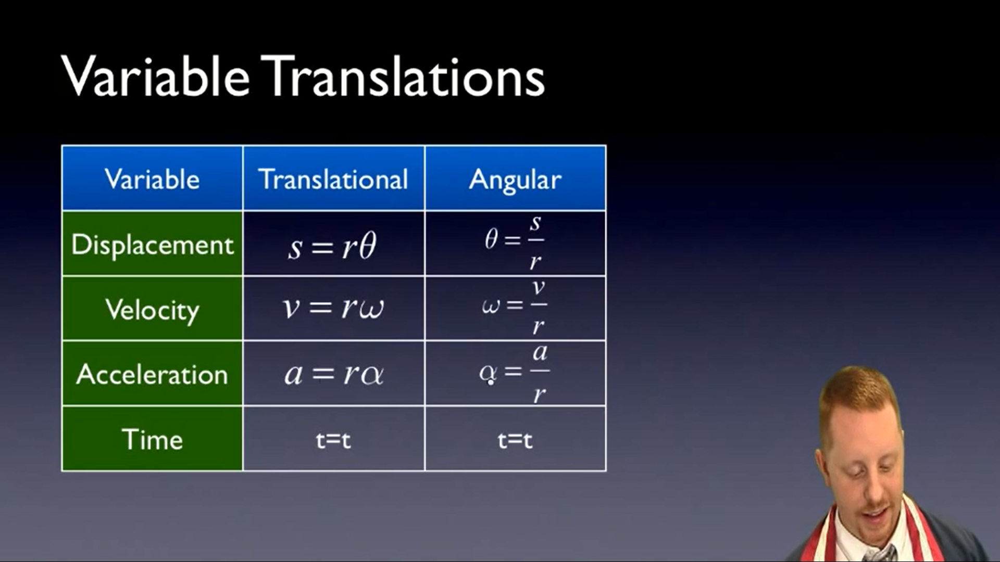 Variable Translations
Variable Translational Angular
Displacement s = rθ θ = s/r
Velocity v = rω ω = v/r
Acceleration a = rα α = a/r
Time t=t t=t